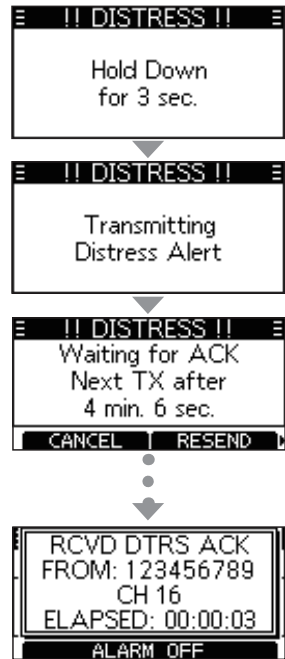 !! DISTRESS !!
Hold Down
for 3 sec.
!! DISTRESS !!
Transmitting
Distress Alert
!! DISTRESS !!
Waiting for ACK
Next TX after
4 min. 6 sec.
CANCEL RESEND
RCVD DTRS ACK
FROM: 123456789
CH 16
ELAPSED: 00:00:03
ALARM OFF